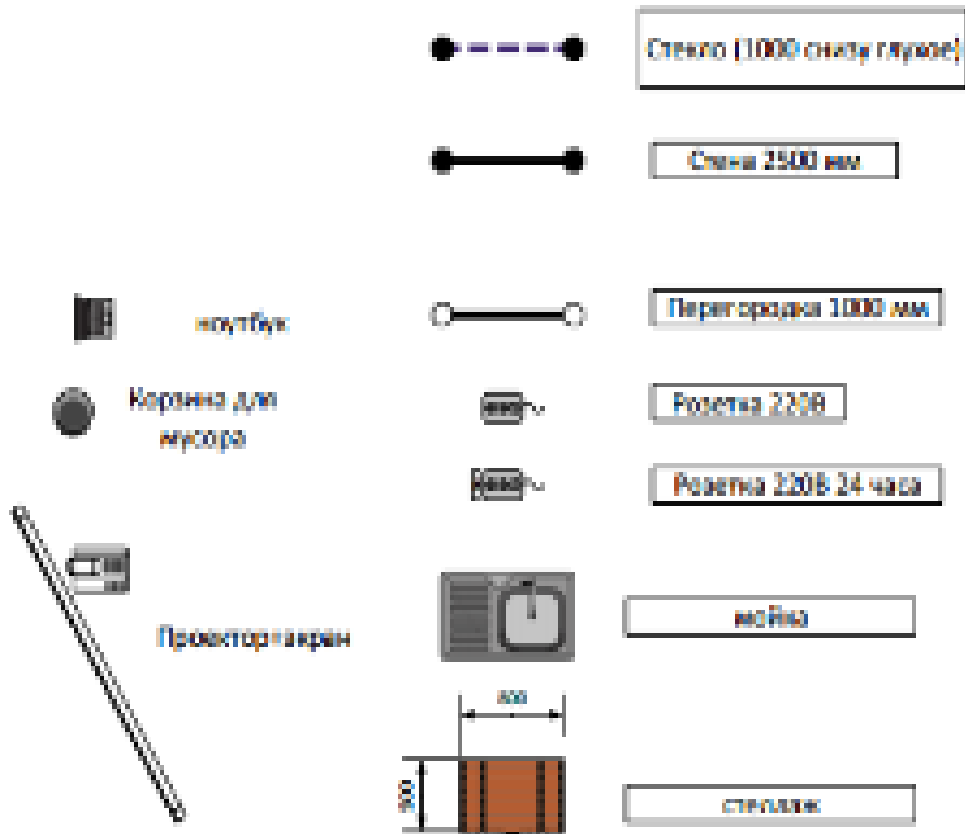 Стекло (1000 снизу глухое)
Стена 2500 мм
ноутбук
Перегородка 1000 мм
Корзина для
мусора
Розетка 220В
Розетка 220В 24 часа
Проектор+экран
мойка
стеллаж